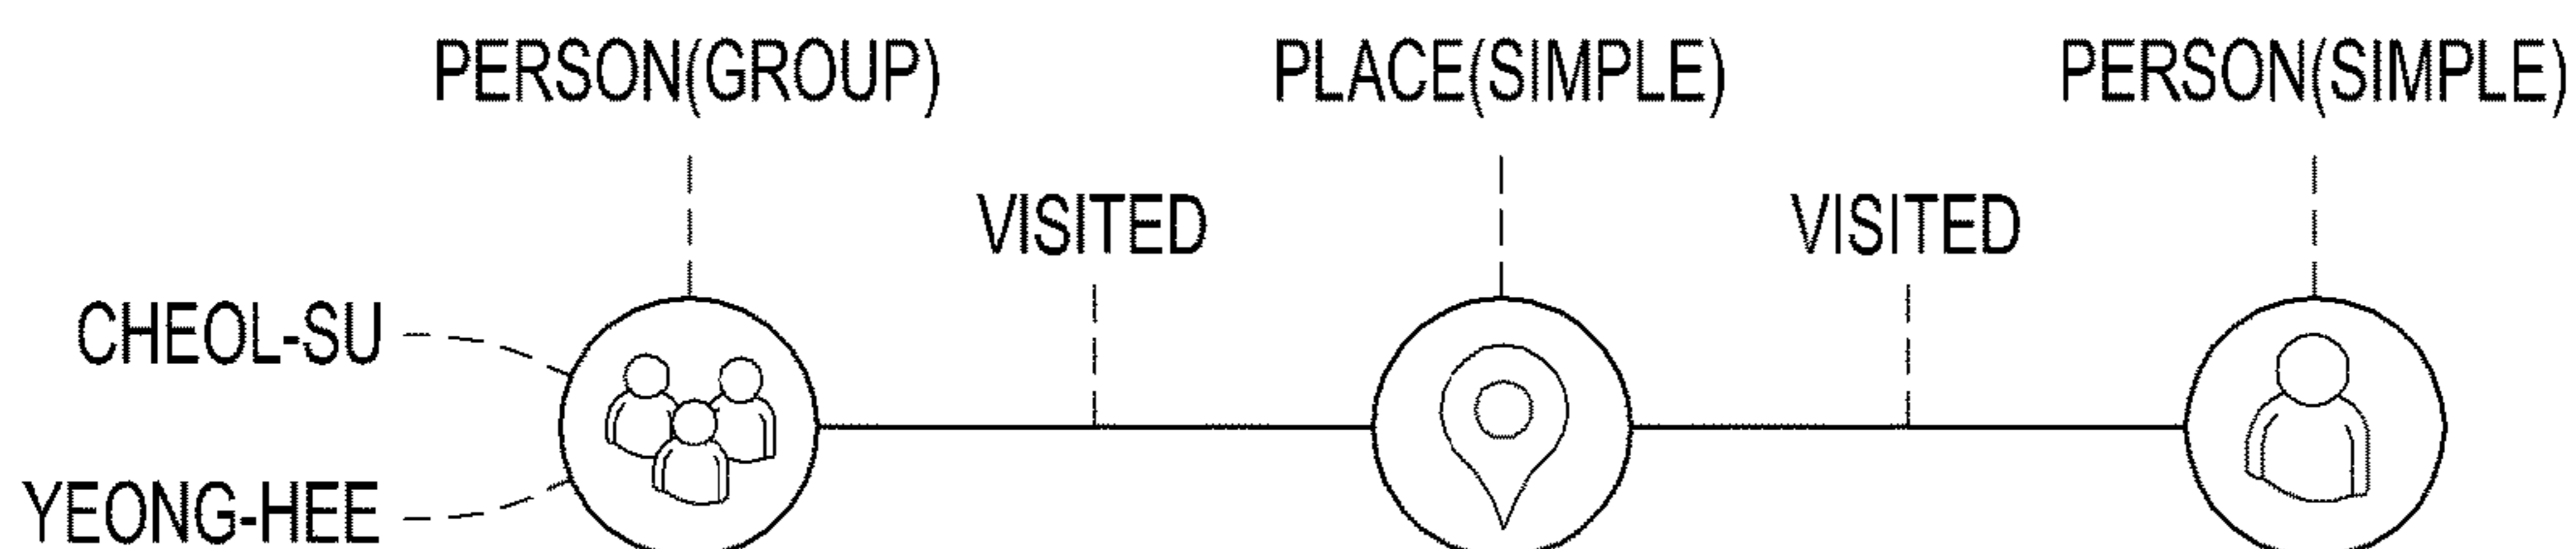 PERSON(GROUP) PLACE(SIMPLE) PERSON(SIMPLE)
VISITED VISITED
CHEOL-SU
YEONG-HEE